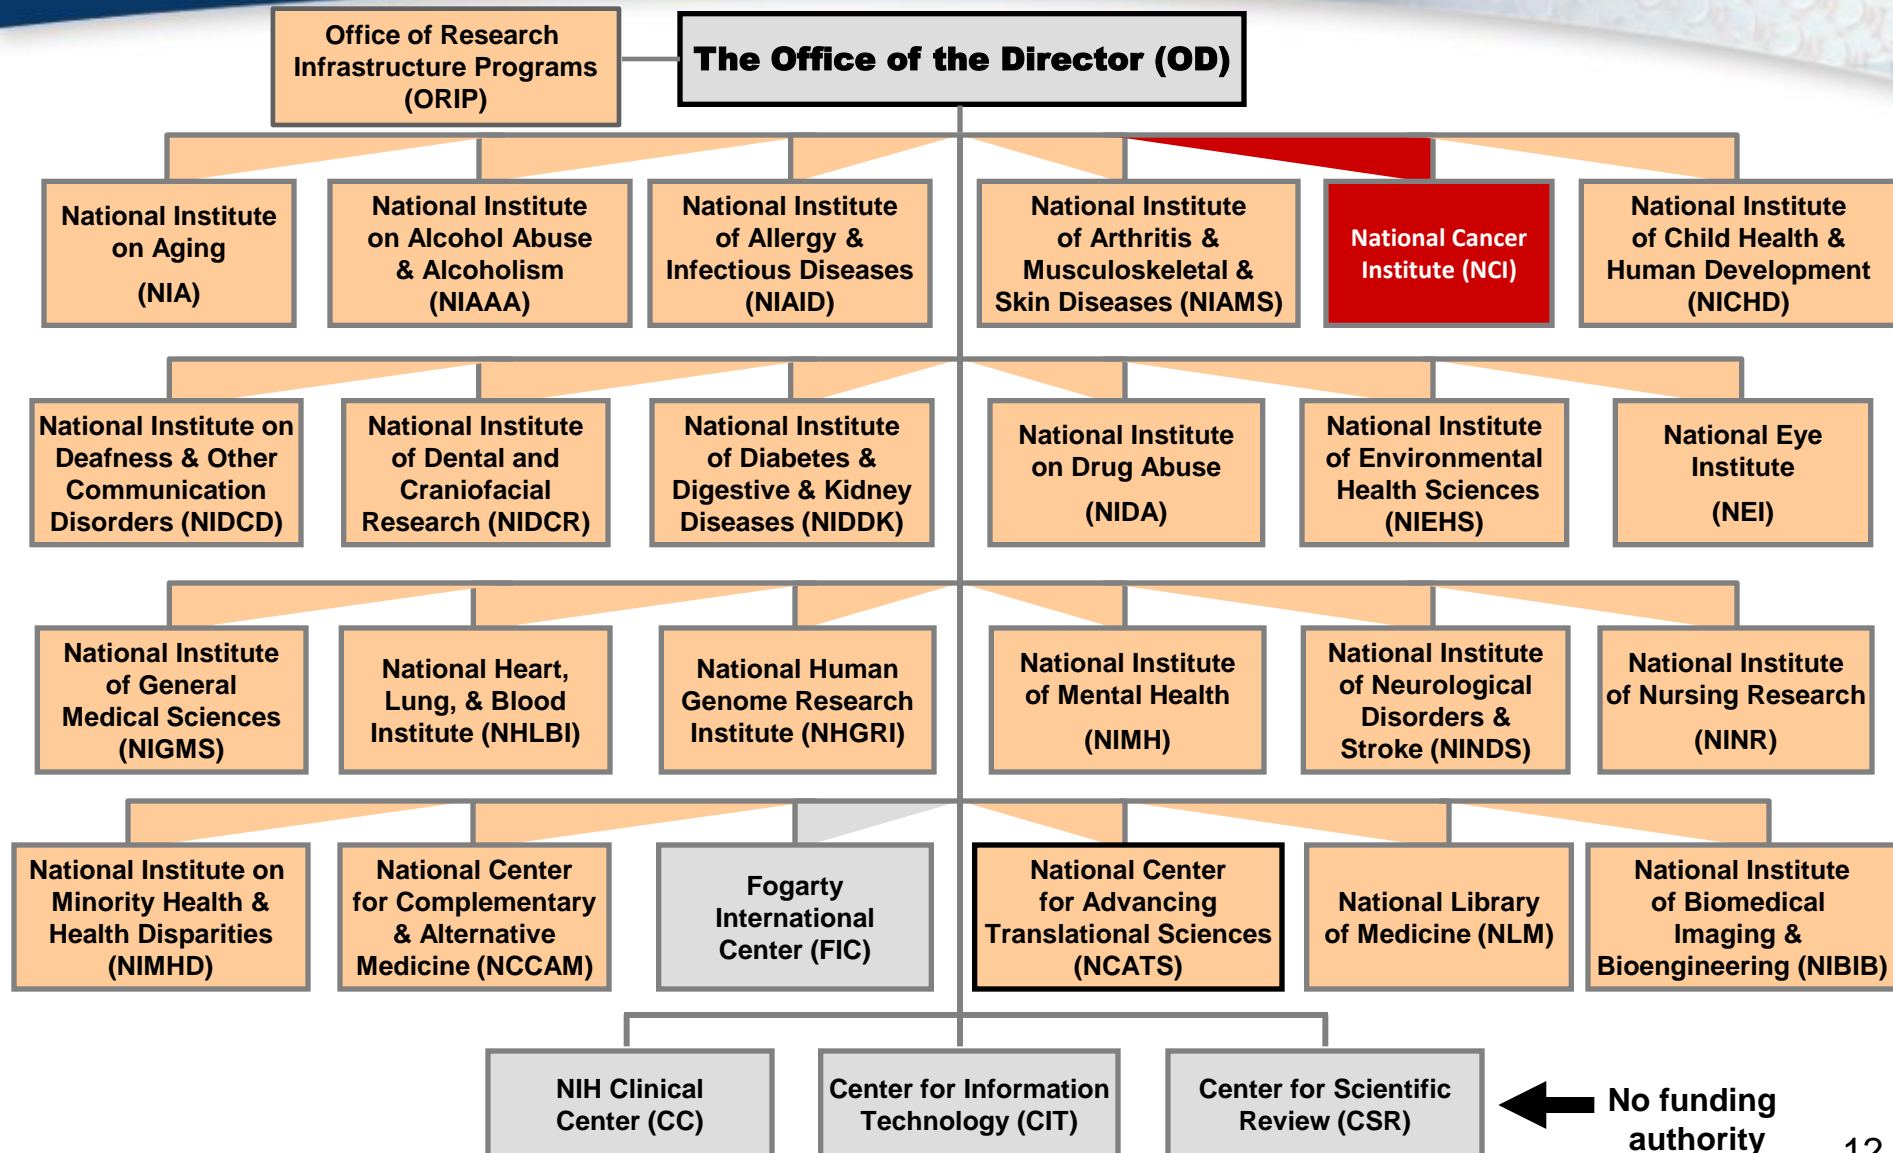 Office of Research
Infrastructure Programs
(ORIP)
The Office of the Director (OD)
National Institute
on Aging
(NIA)
National Institute
on Alcohol Abuse
& Alcoholism
(NIAAA)
National Institute
of Allergy &
Infectious Diseases
(NIAID)
National Institute
of Arthritis &
Musculoskeletal &
Skin Diseases (NIAMS)
National Cancer
Institute (NCI)
National Institute
of Child Health &
Human Development
(NICHD)
National Institute on
Deafness & Other
Communication
Disorders (NIDCD)
National Institute
of Dental and
Craniofacial
Research (NIDCR)
National Institute
of Diabetes &
Digestive & Kidney
Diseases (NIDDK)
National Institute
on Drug Abuse
(NIDA)
National Institute
of Environmental
Health Sciences
(NIEHS)
National Eye
Institute
(NEI)
National Institute
of General
Medical Sciences
(NIGMS)
National Heart,
Lung, & Blood
Institute (NHLBI)
National Human
Genome Research
Institute (NHGRI)
National Institute
of Mental Health
(NIMH)
National Institute
of Neurological
Disorders &
Stroke (NINDS)
National Institute
of Nursing Research
(NINR)
National Institute on
Minority Health &
Health Disparities
(NIMHD)
National Center
for Complementary
& Alternative
Medicine (NCCAM)
Fogarty
International
Center (FIC)
National Center
for Advancing
Translational Sciences
(NCATS)
National Library
of Medicine (NLM)
National Institute
of Biomedical
Imaging &
Bioengineering (NIBIB)
NIH Clinical
Center (CC)
Center for Information
Technology (CIT)
Center for Scientific
Review (CSR)
No funding
authority
12